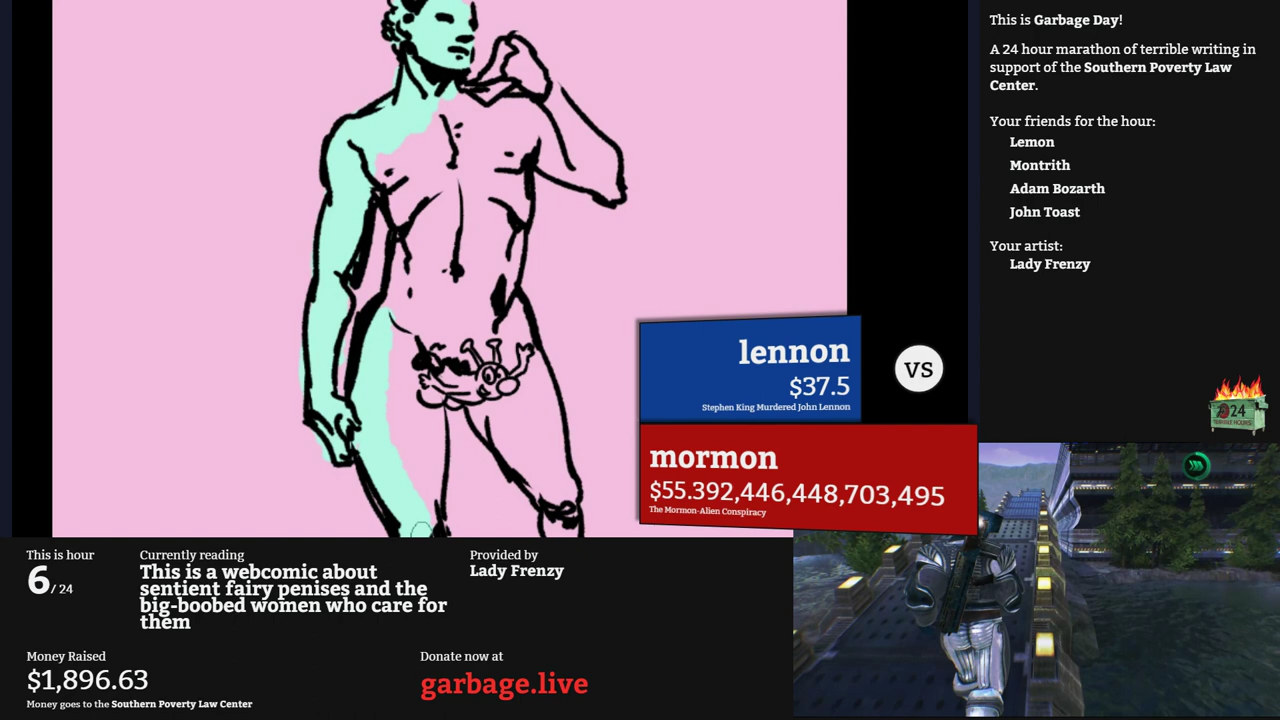 This is Garbage Day!
A 24 hour marathon of terrible writing in
support of the Southern Poverty Law
Center.
Your friends for the hour:
Lemon
Montrith
Adam Bozarth
John Toast
Your artist:
Lady Frenzy
lennon
$37.5
Stephen King Murdered John Lennon
VS
mormon
$55.392,446,448,703,495
The Mormon-Alien Conspiracy
This is hour
6 / 24
Currently reading
This is a webcomic about
sentient fairy penises and the
big-boobed women who care for
them
Provided by
Lady Frenzy
Money Raised
$1,896.63
Money goes to the Southern Poverty Law Center
Donate now at
garbage.live